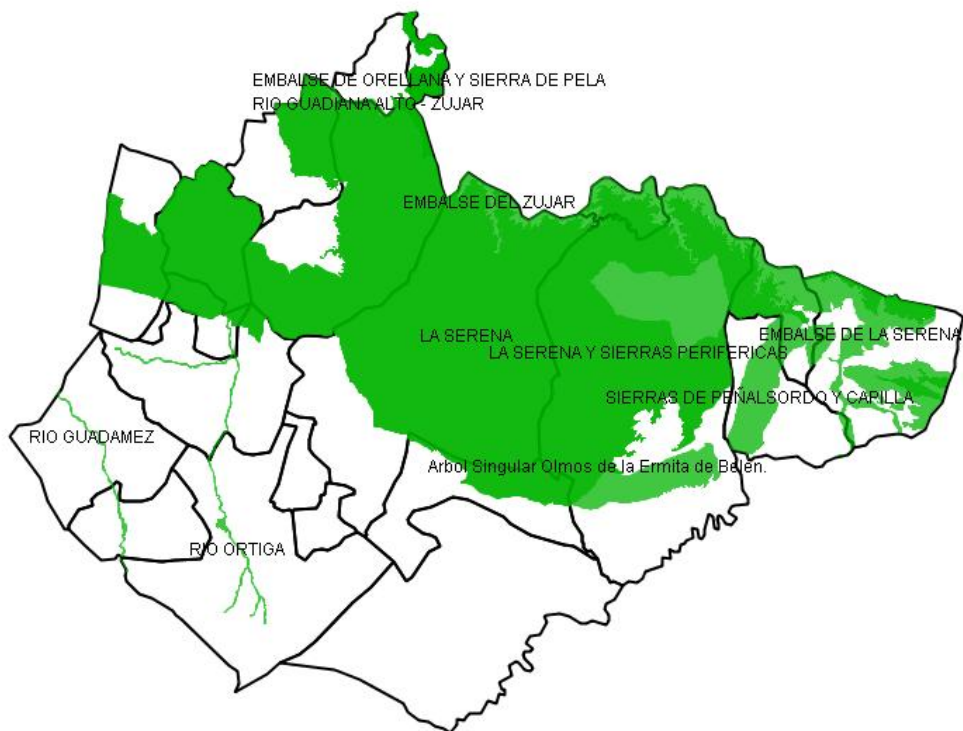 EMBALSE DE ORELLANA Y SIERRA DE PELA
RIO GUADIANA ALTO - ZUJAR
EMBALSE DEL ZUJAR
LA SERENA
EMBALSE DE LA SERENA
LA SERENA Y SIERRAS PERIFERICAS
SIERRAS DE PEÑALSORDO Y CAPILLA
RIO GUADAMEZ
Arbol Singular Olmos de la Ermita de Belén.
RIO ORTIGA